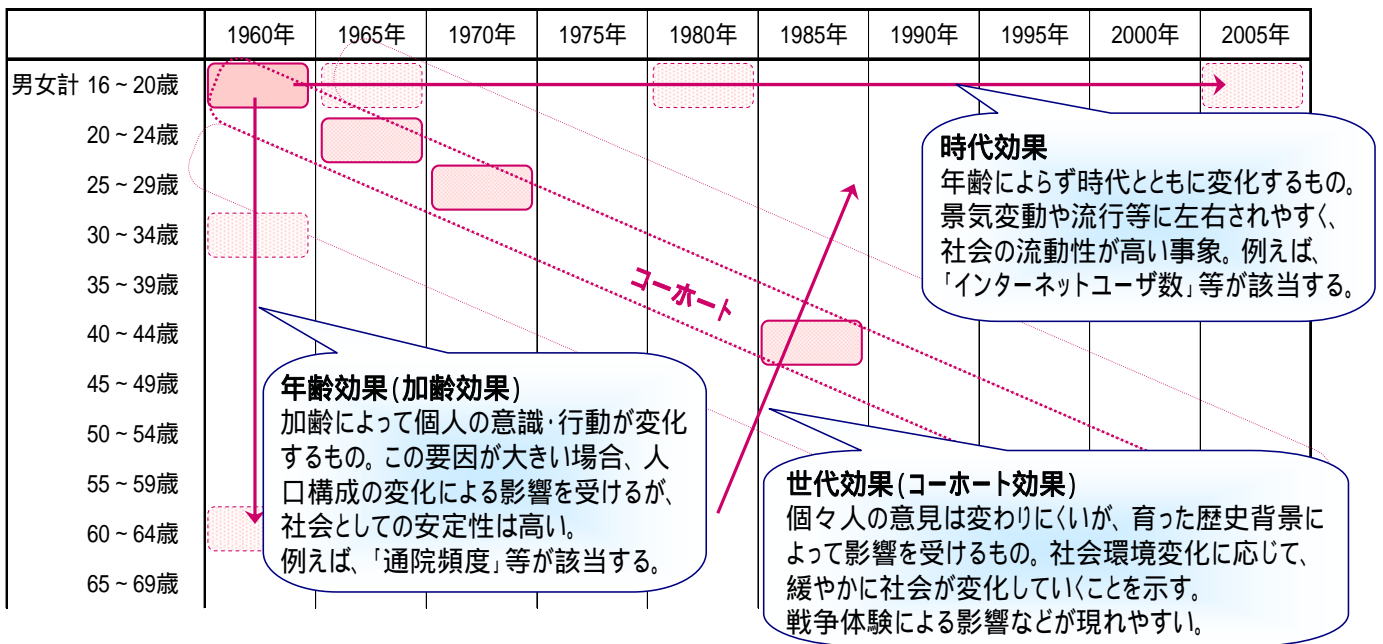 1960年 1965年 1970年 1975年 1980年 1985年 1990年 1995年 2000年 2005年
男女計 16～20歳
20～24歳
25～29歳
30～34歳
35～39歳
40～44歳
45～49歳
50～54歳
55～59歳
60～64歳
65～69歳
コーホート
時代効果
年齢によらず時代とともに変化するもの。
景気変動や流行等に左右されやすく、
社会の流動性が高い事象。例えば、
「インターネットユーザ数」等が該当する。
年齢効果(加齢効果)
加齢によって個人の意識・行動が変化
するもの。この要因が大きい場合、人
口構成の変化による影響を受けるが、
社会としての安定性は高い。
例えば、「通院頻度」等が該当する。
世代効果(コーホート効果)
個々人の意見は変わりにくいが、育った歴史背景に
よって影響を受けるもの。社会環境変化に応じて、
緩やかに社会が変化していくことを示す。
戦争体験による影響などが現れやすい。